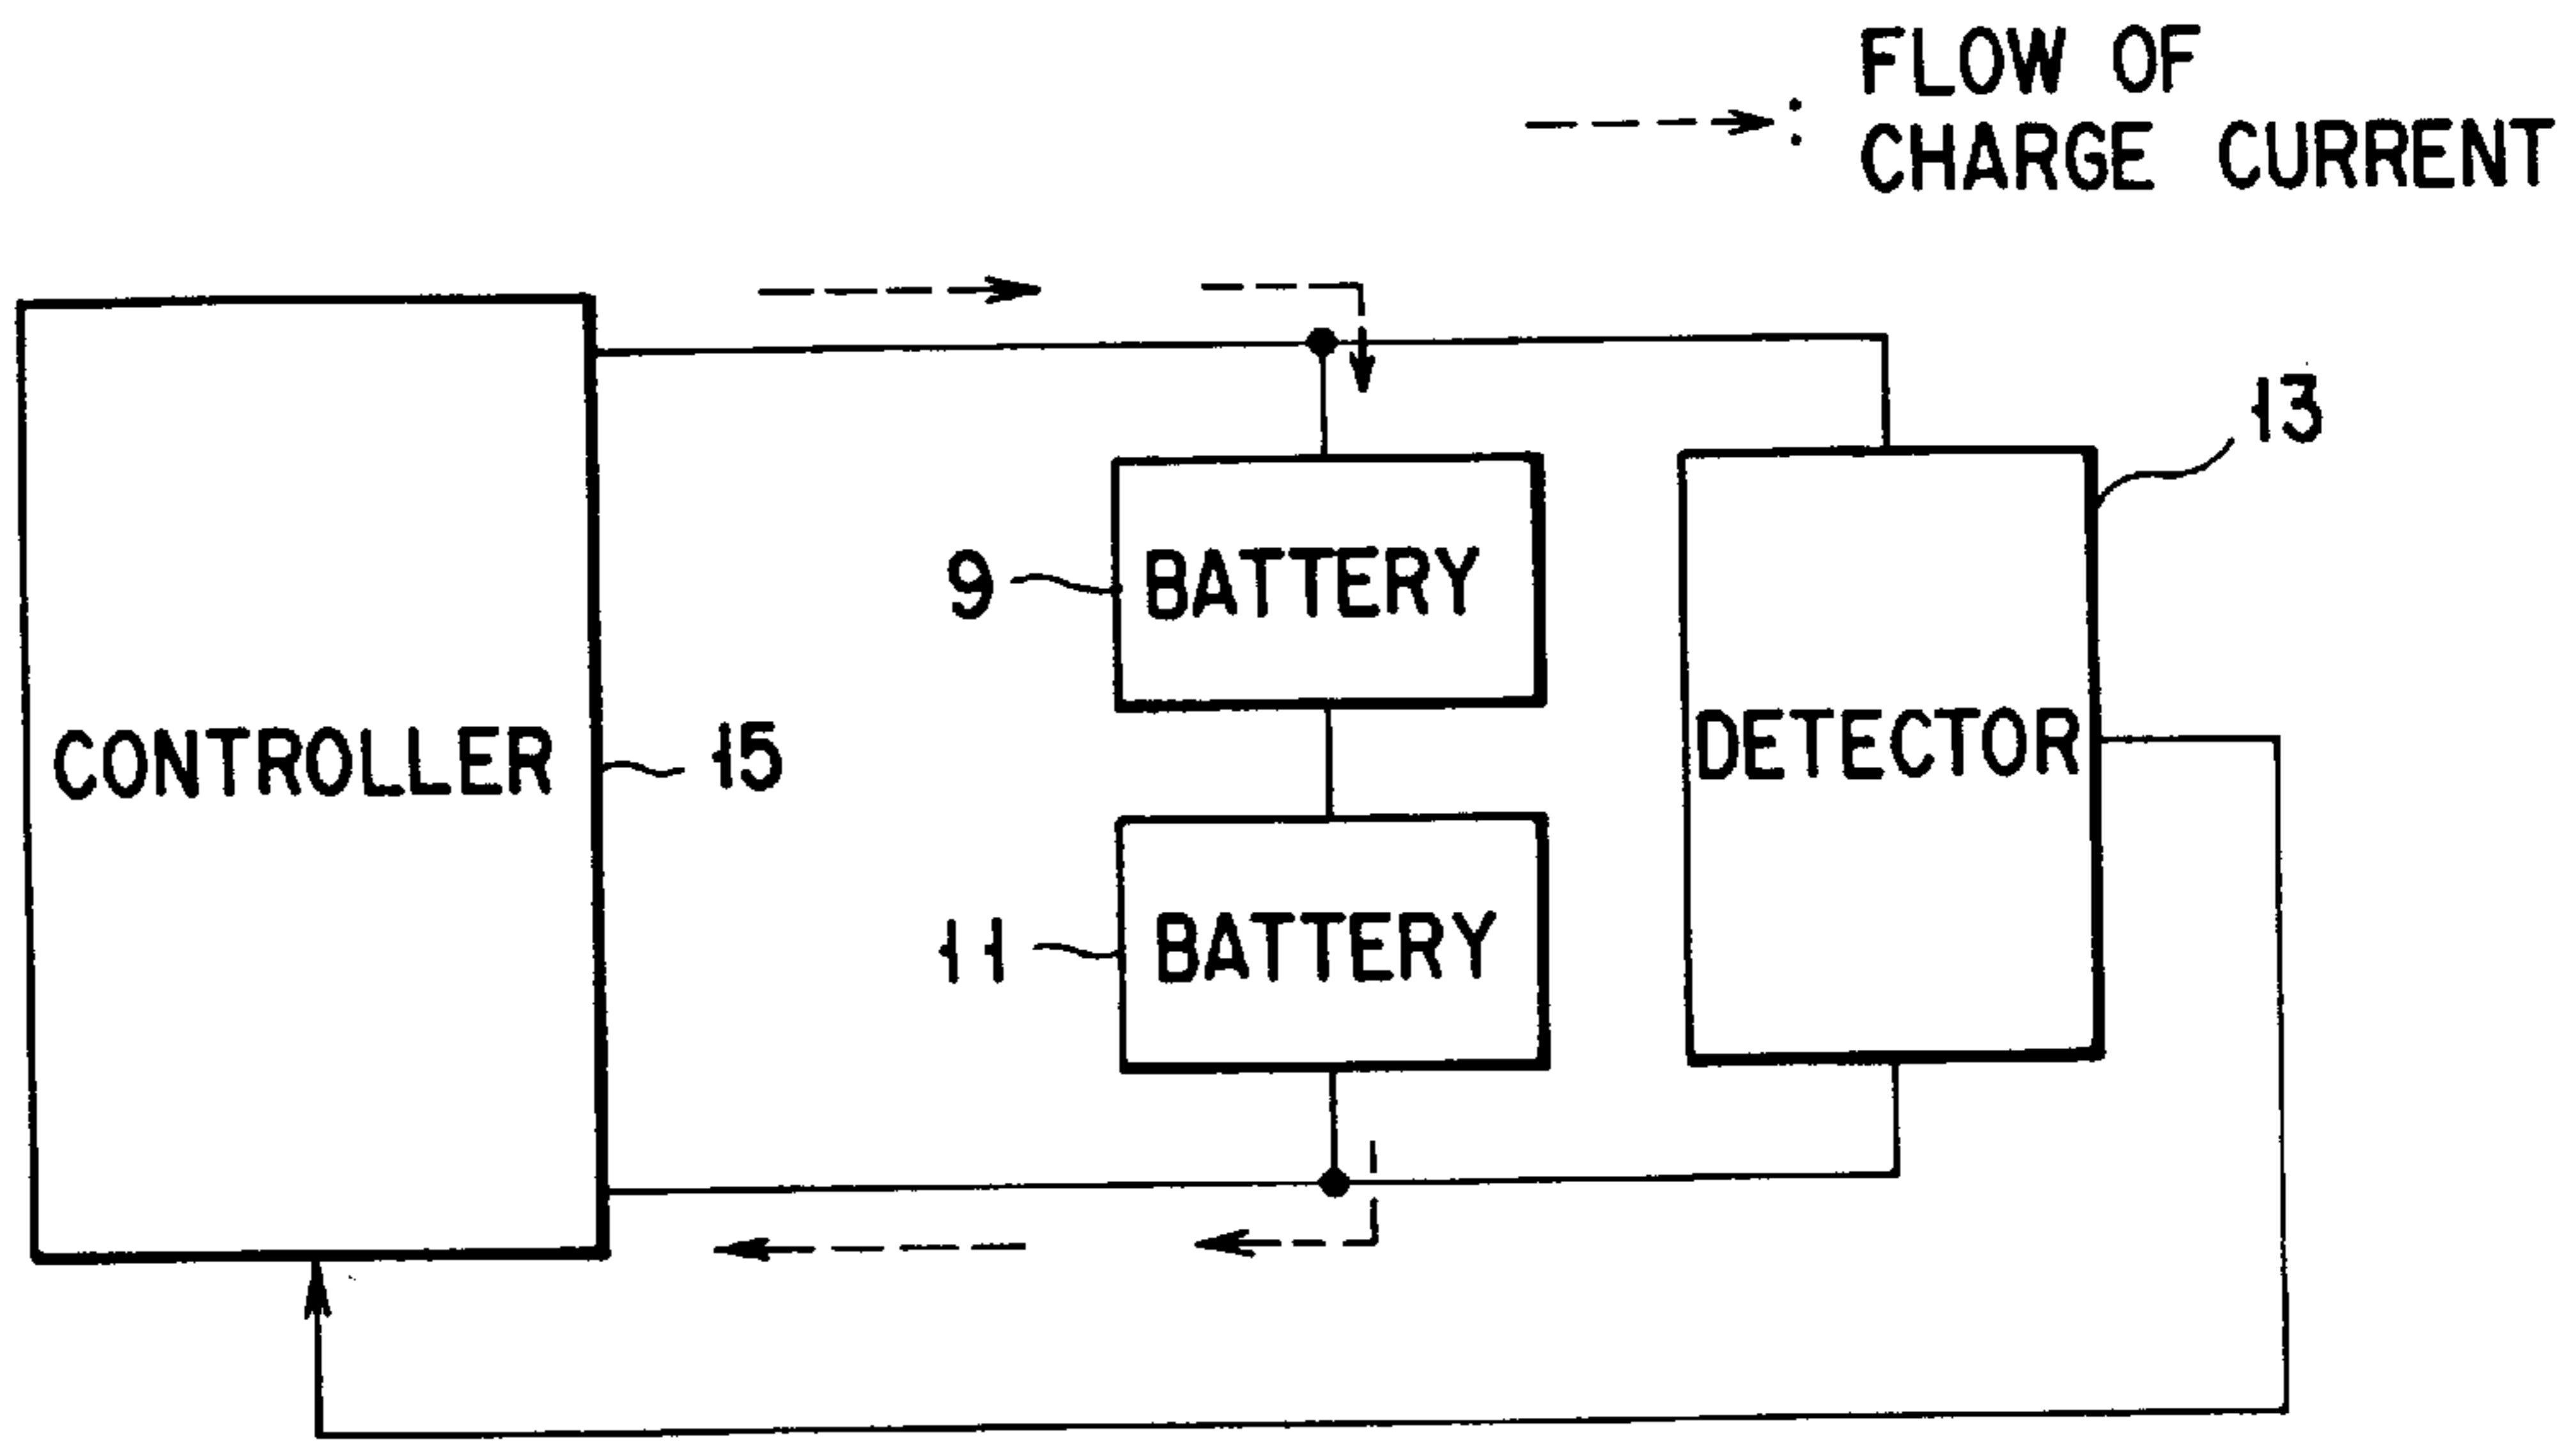 FLOW OF
: CHARGE CURRENT
13
9
BATTERY
CONTROLLER
15
DETECTOR
11
BATTERY